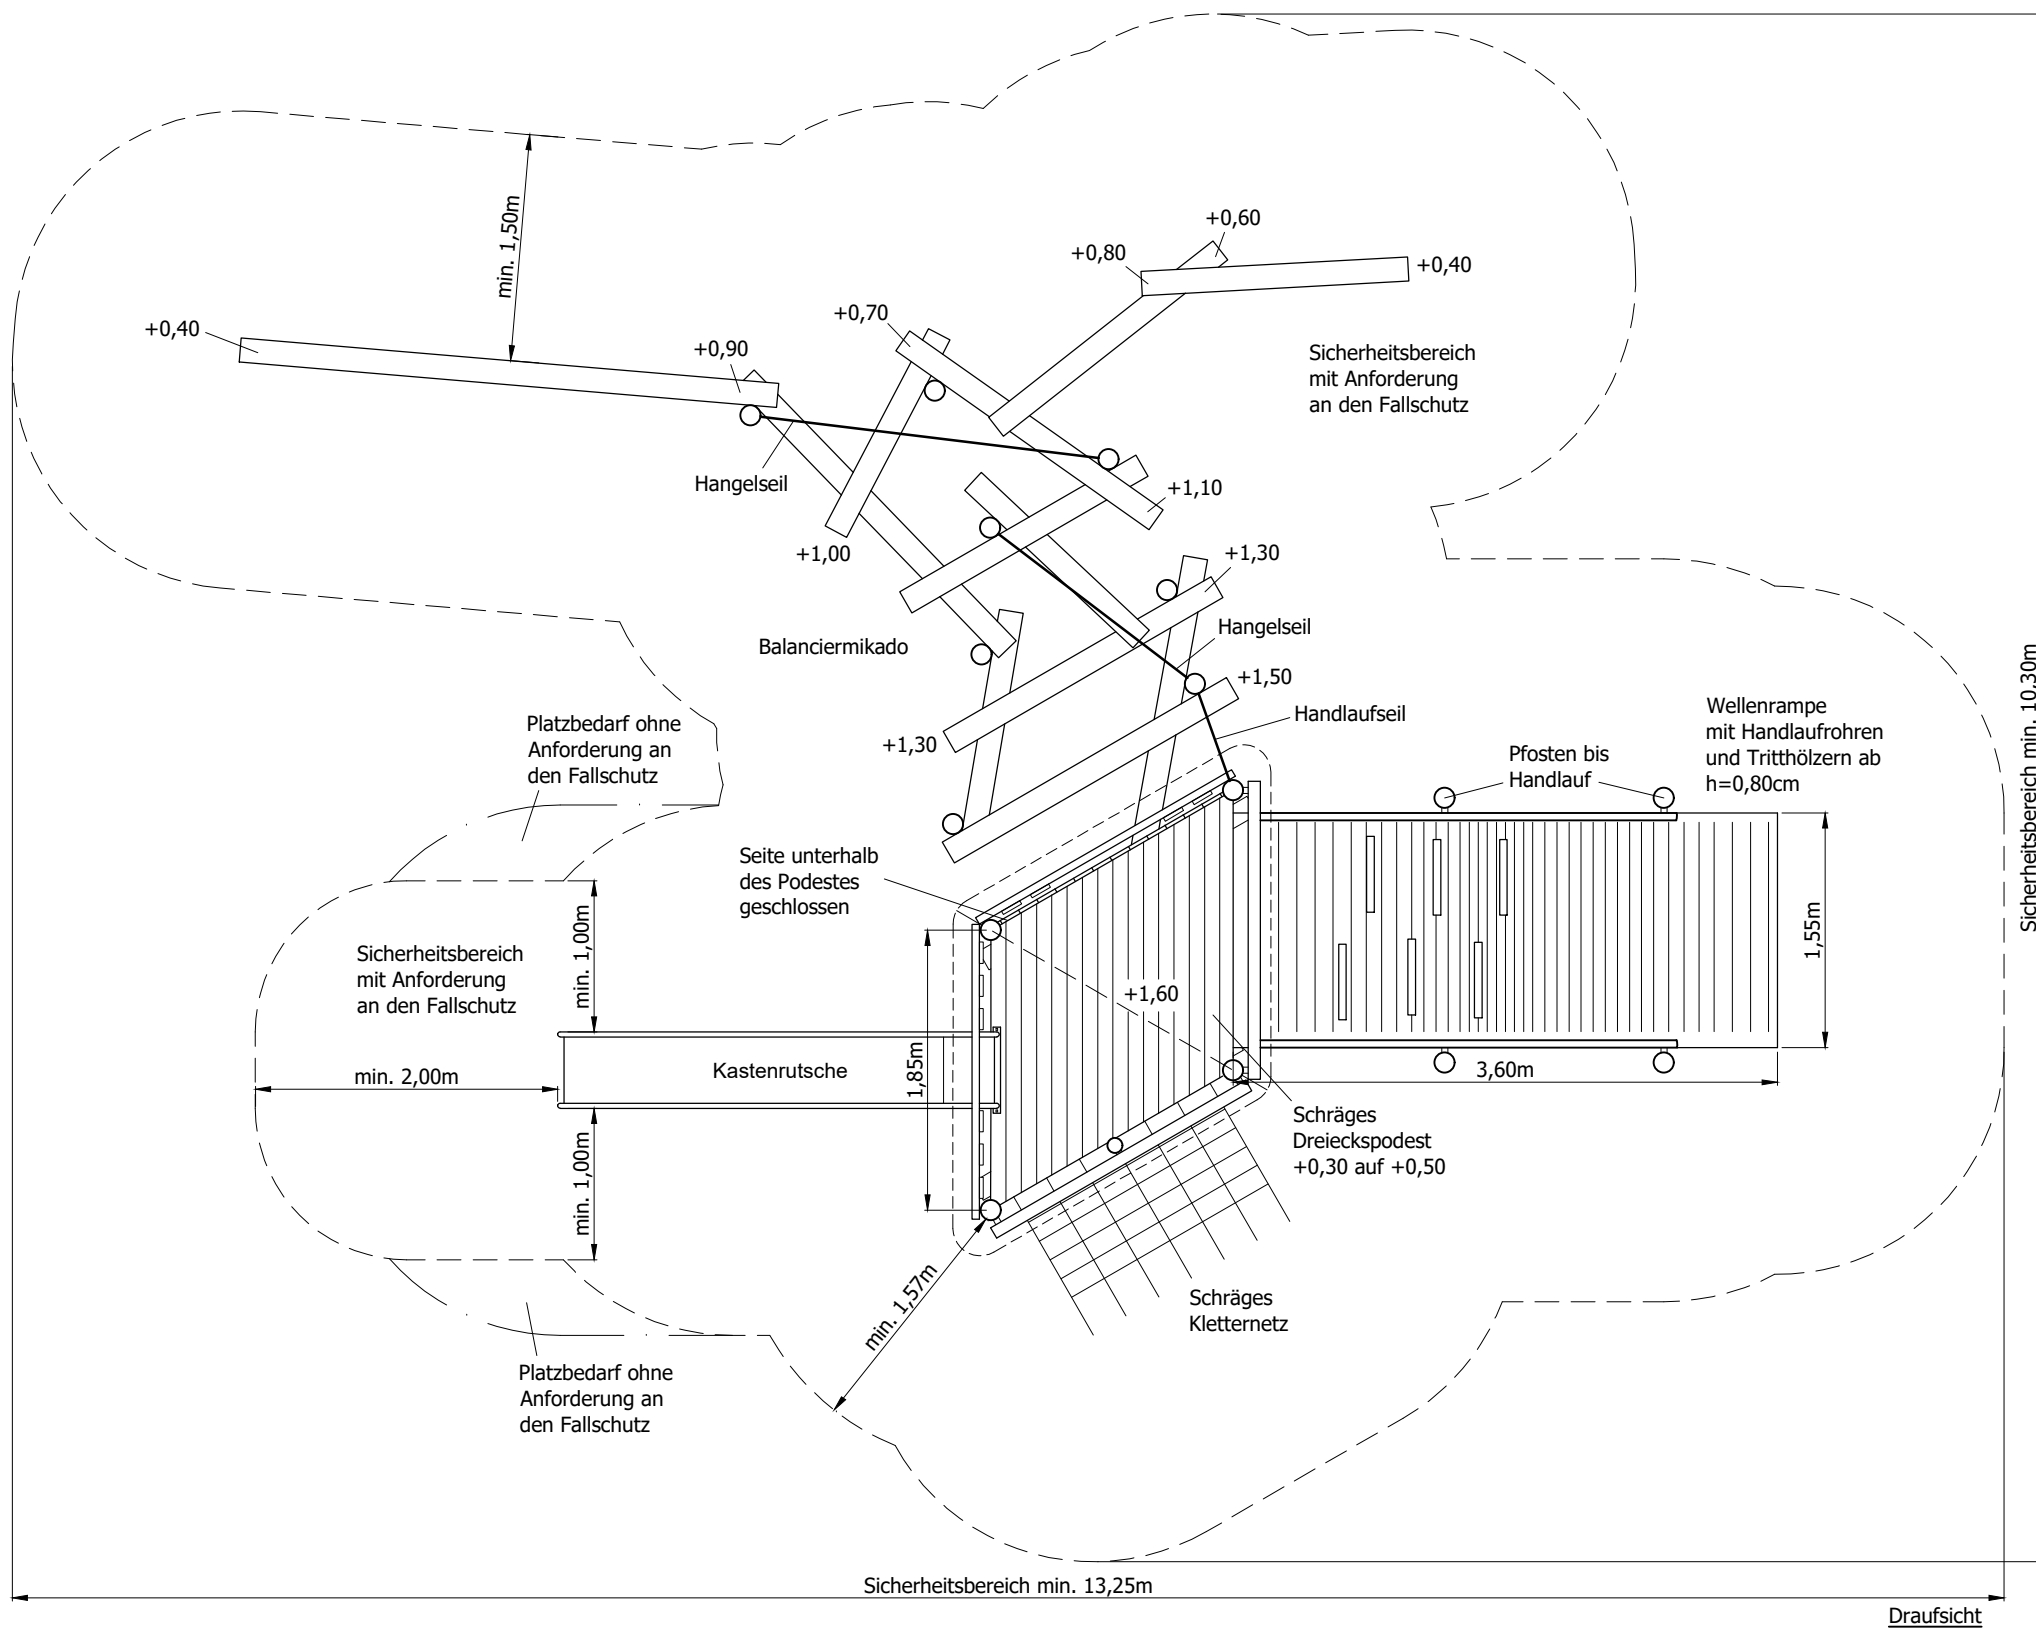 +0,60
+0,80
+0,40
min. 1,50m
+0,70
+0,40
+0,90
Sicherheitsbereich
mit Anforderung
an den Fallschutz
Hangelseil
+1,10
+1,00
+1,30
Hangelseil
Balanciermikado
+1,50
+1,30
Handlaufseil
Platzbedarf ohne
Anforderung an
den Fallschutz
Wellenrampe
mit Handlaufrohren
und Tritthölzern ab
h=0,80cm
Pfosten bis
Handlauf
Sicherheitsbereich min. 10,30m
Seite unterhalb
des Podestes
geschlossen
min. 1,00m
Sicherheitsbereich
mit Anforderung
an den Fallschutz
1,55m
+1,60
min. 2,00m
Kastenrutsche
1,85m
3,60m
min. 1,00m
Schräges
Dreieckspodest
+0,30 auf +0,50
min. 1,57m
Schräges
Kletternetz
Platzbedarf ohne
Anforderung an
den Fallschutz
Sicherheitsbereich min. 13,25m
Draufsicht